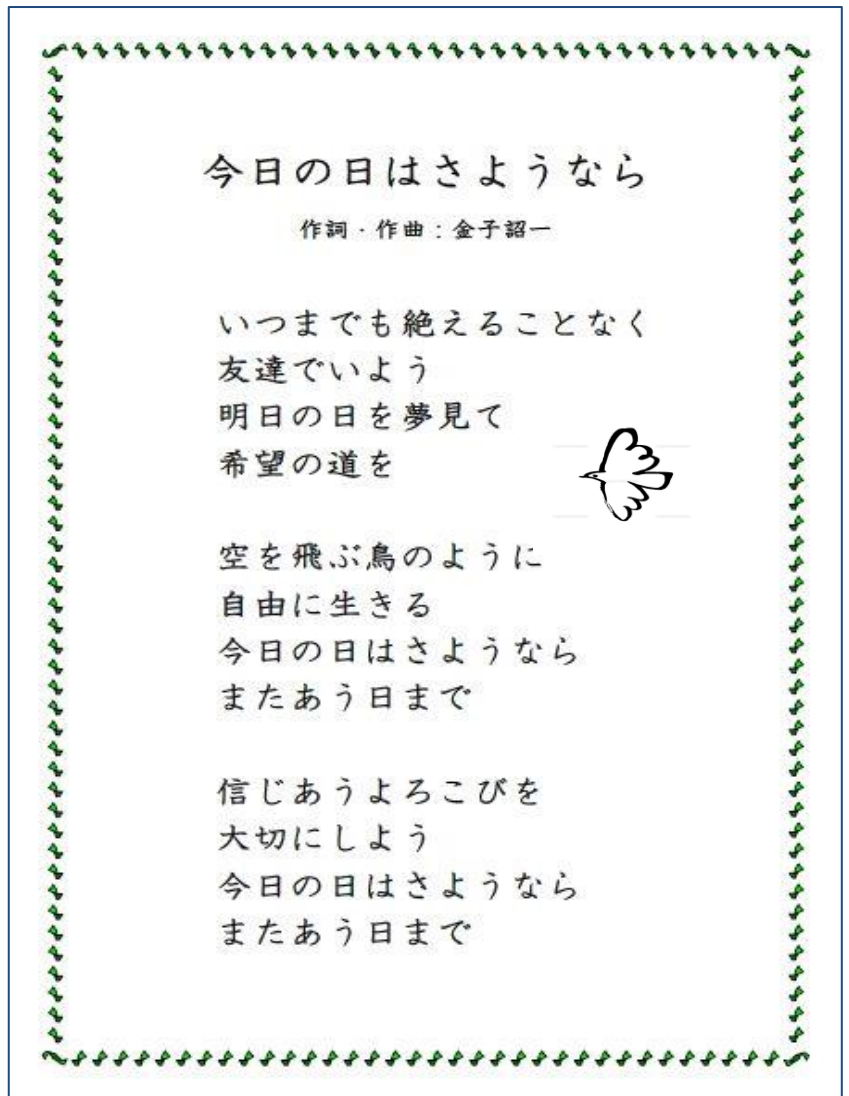 今日の日はさようなら
作詞・作曲：金子詔一
いつまでも絶えることなく
友達でいよう
明日の日を夢見て
希望の道を
空を飛ぶ鳥のように
自由に生きる
今日の日はさようなら
またあう日まで
信じあうよろこびを
大切にしよう
今日の日はさようなら
またあう日まで